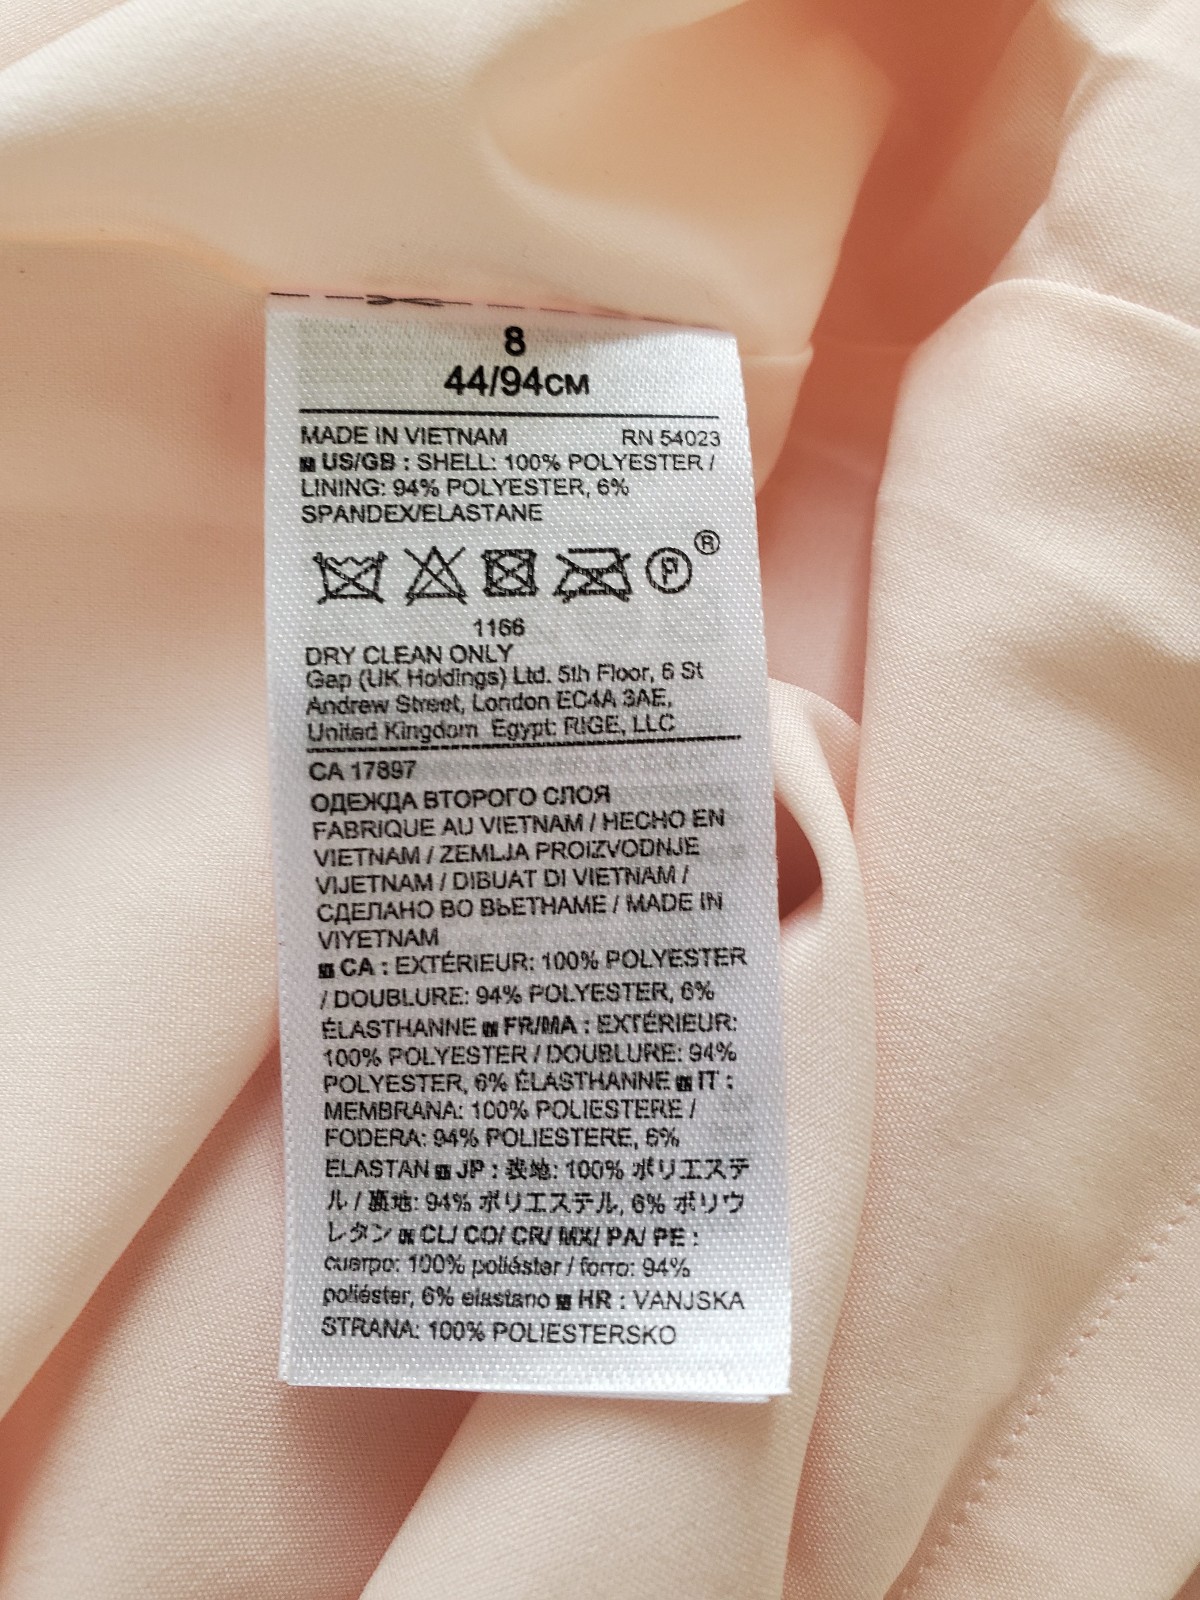 8
44/94CM
MADE IN VIETNAM RN 54023
US/GB : SHELL: 100% POLYESTER /
LINING: 94% POLYESTER, 6%
SPANDEX/ELASTANE
P ®
1166
DRY CLEAN ONLY
Gap (UK Holdings) Ltd. 5th Floor, 6 St
Andrew Street, London EC4A 3AE,
United Kingdom Egypt: RIGE, LLC
CA 17897
ОДЕЖДА ВТОРОГО СЛОЯ
FABRIQUE AU VIETNAM / HECHO EN
VIETNAM / ZEMLJA PROIZVODNJE
VIJETNAM / DIBUAT DI VIETNAM /
СДЕЛАНО ВО ВЬЕТНАМЕ / MADE IN
VIYETNAM
CA : EXTÉRIEUR: 100% POLYESTER
/ DOUBLURE: 94% POLYESTER, 6%
ÉLASTHANNE FR/MA : EXTÉRIEUR:
100% POLYESTER / DOUBLURE: 94%
POLYESTER, 6% ÉLASTHANNE IT :
MEMBRANA: 100% POLIESTERE /
FODERA: 94% POLIESTERE, 6%
ELASTAN JP : 表地: 100% ポリエステ
ル / 裏地: 94% ポリエステル, 6% ポリウ
レタン CL/ CO/ CR/ MX/ PA/ PE :
cuerpo: 100% poliéster / forro: 94%
poliéster, 6% elastano HR : VANJSKA
STRANA: 100% POLIESTERSKO